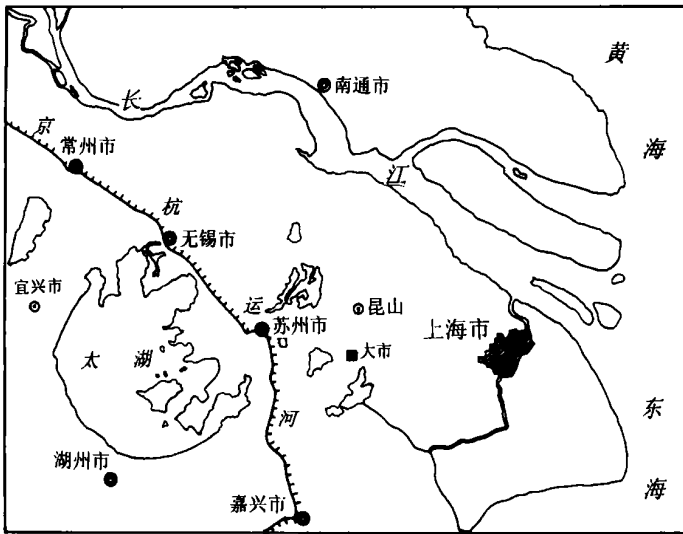 黄
海
长
江
南通市
京
杭
运
河
常州市
无锡市
宜兴市
太湖
苏州市
昆山
大市
上海市
东
海
湖州市
嘉兴市